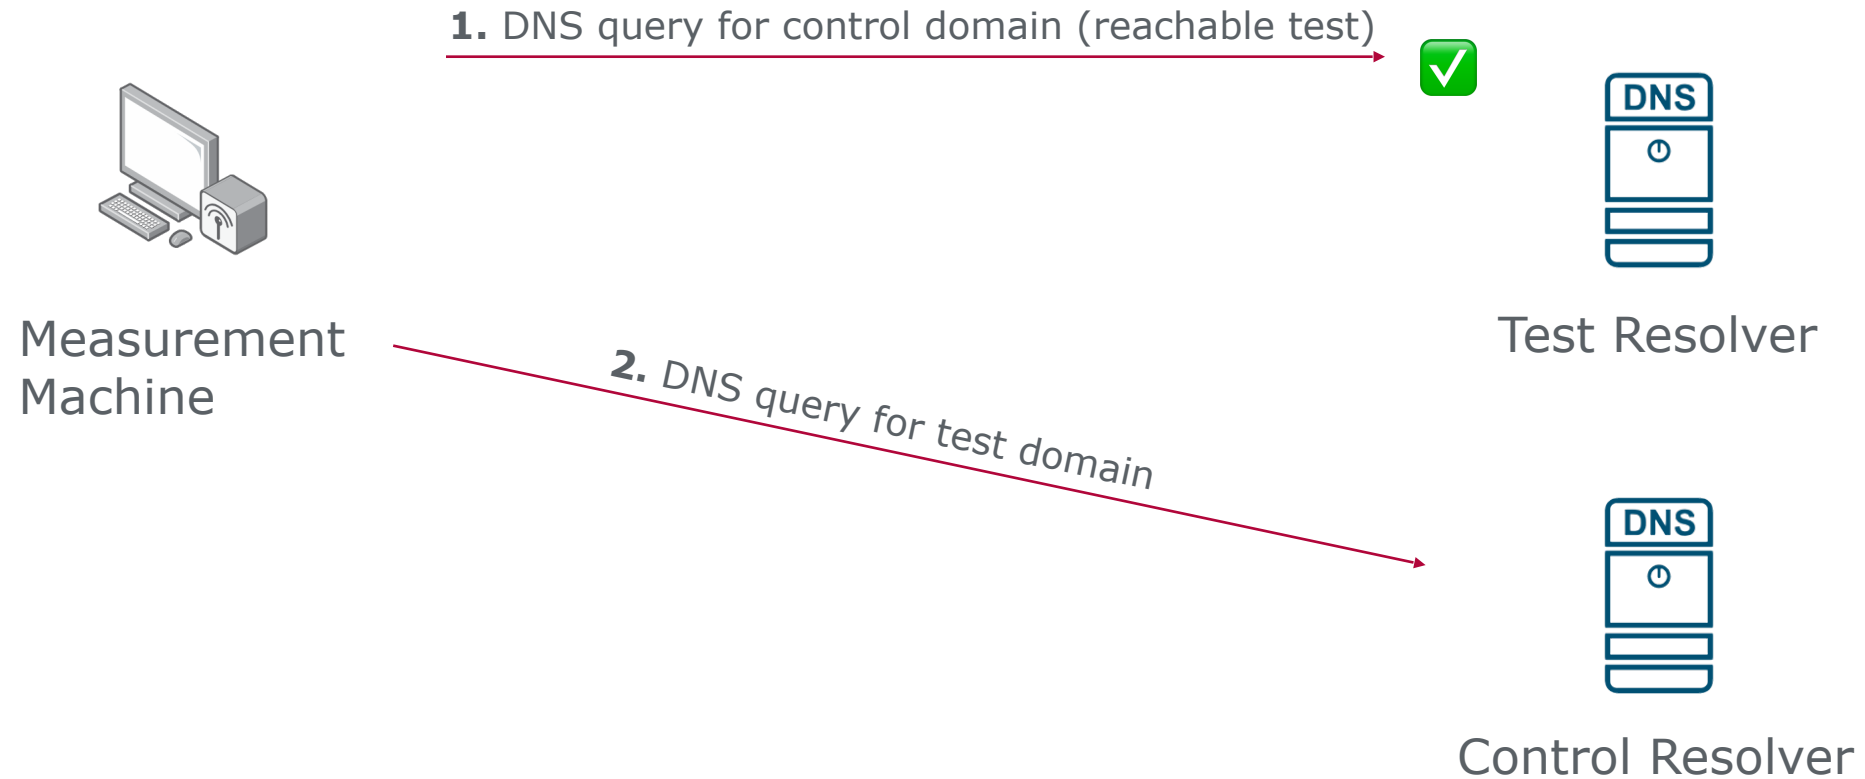 1. DNS query for control domain (reachable test)
DNS
Measurement
Machine
Test Resolver
2. DNS query for test domain
DNS
Control Resolver